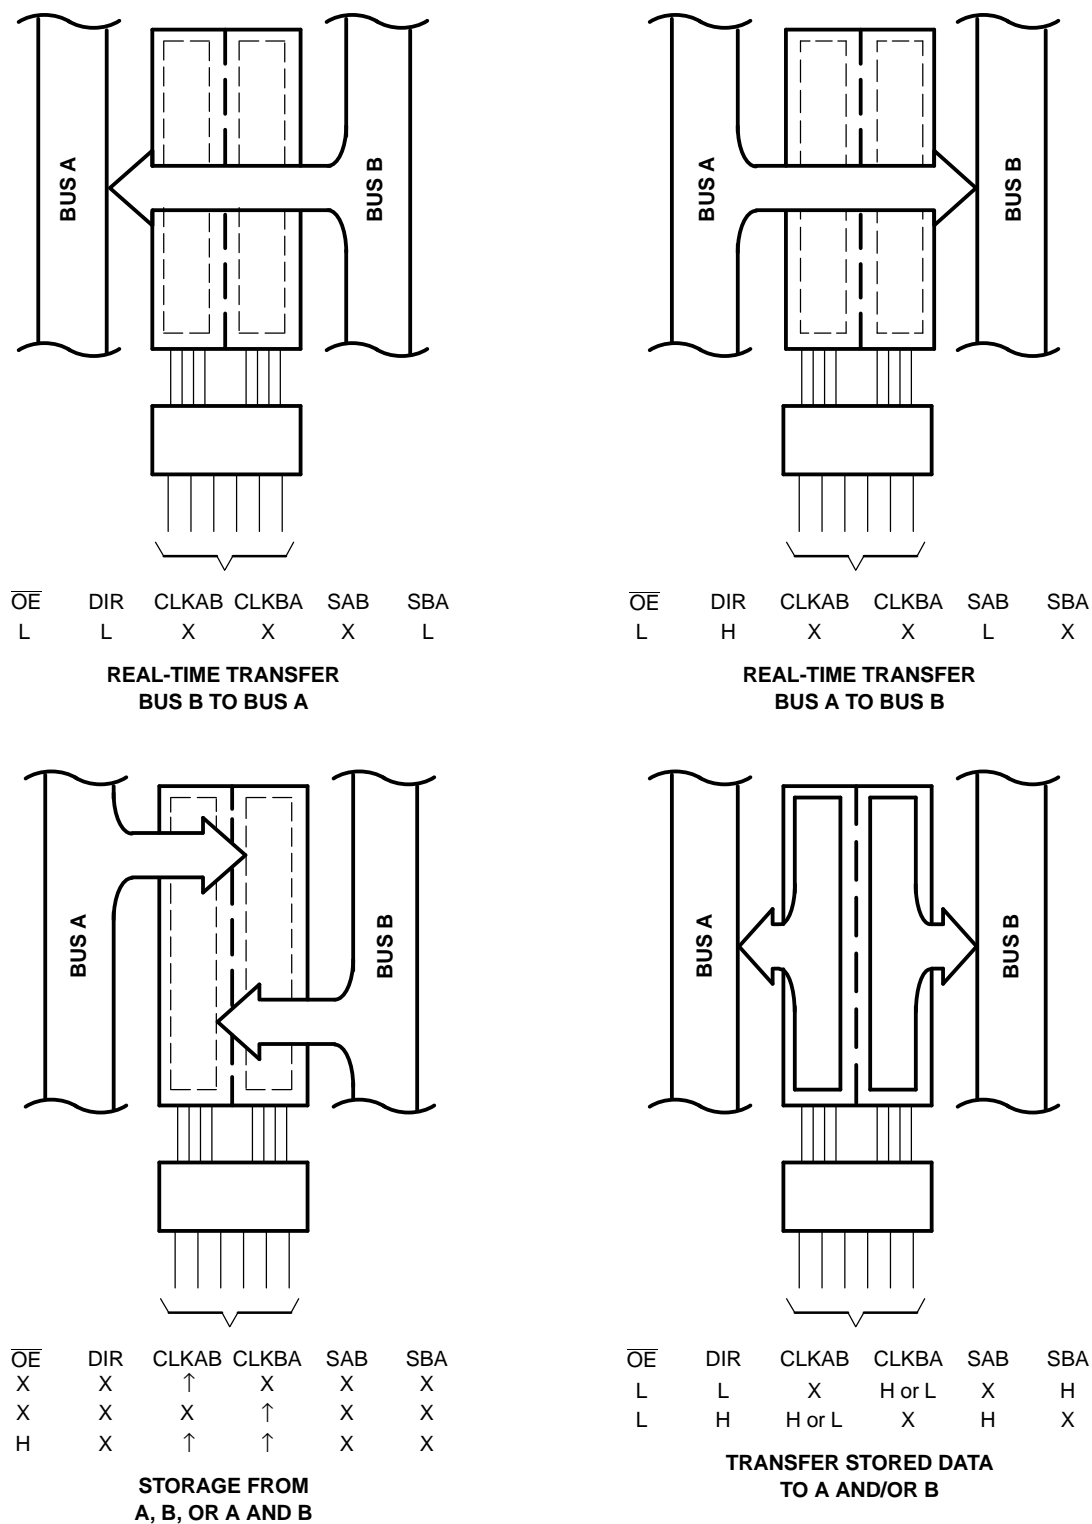 BUS A
BUS B
OE DIR CLKAB CLKBA SAB SBA
L L X X X L
REAL-TIME TRANSFER
BUS B TO BUS A
BUS A
BUS B
OE DIR CLKAB CLKBA SAB SBA
L H X X L X
REAL-TIME TRANSFER
BUS A TO BUS B
BUS A
BUS B
OE DIR CLKAB CLKBA SAB SBA
X X ↑ X X X
X X X ↑ X X
H X ↑ ↑ X X
STORAGE FROM
A, B, OR A AND B
BUS A
BUS B
OE DIR CLKAB CLKBA SAB SBA
L L X H or L X H
L H H or L X H X
TRANSFER STORED DATA
TO A AND/OR B